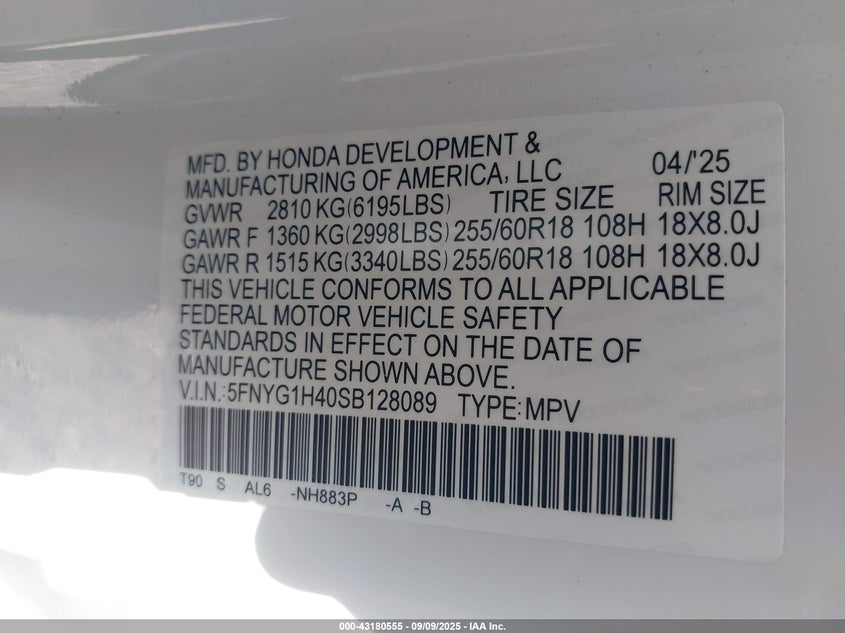 MFD. BY HONDA DEVELOPMENT &
MANUFACTURING OF AMERICA, LLC 04/'25
GVWR 2810 KG(6195LBS) TIRE SIZE RIM SIZE
GAWR F 1360 KG(2998LBS) 255/60R18 108H 18X8.0J
GAWR R 1515 KG(3340LBS) 255/60R18 108H 18X8.0J
THIS VEHICLE CONFORMS TO ALL APPLICABLE
FEDERAL MOTOR VEHICLE SAFETY
STANDARDS IN EFFECT ON THE DATE OF
MANUFACTURE SHOWN ABOVE.
V.I.N.:5FNYG1H40SB128089 TYPE:MPV
T90 S AL6 -NH883P -A -B
000-43180555 - 09/09/2025 - IAA Inc.